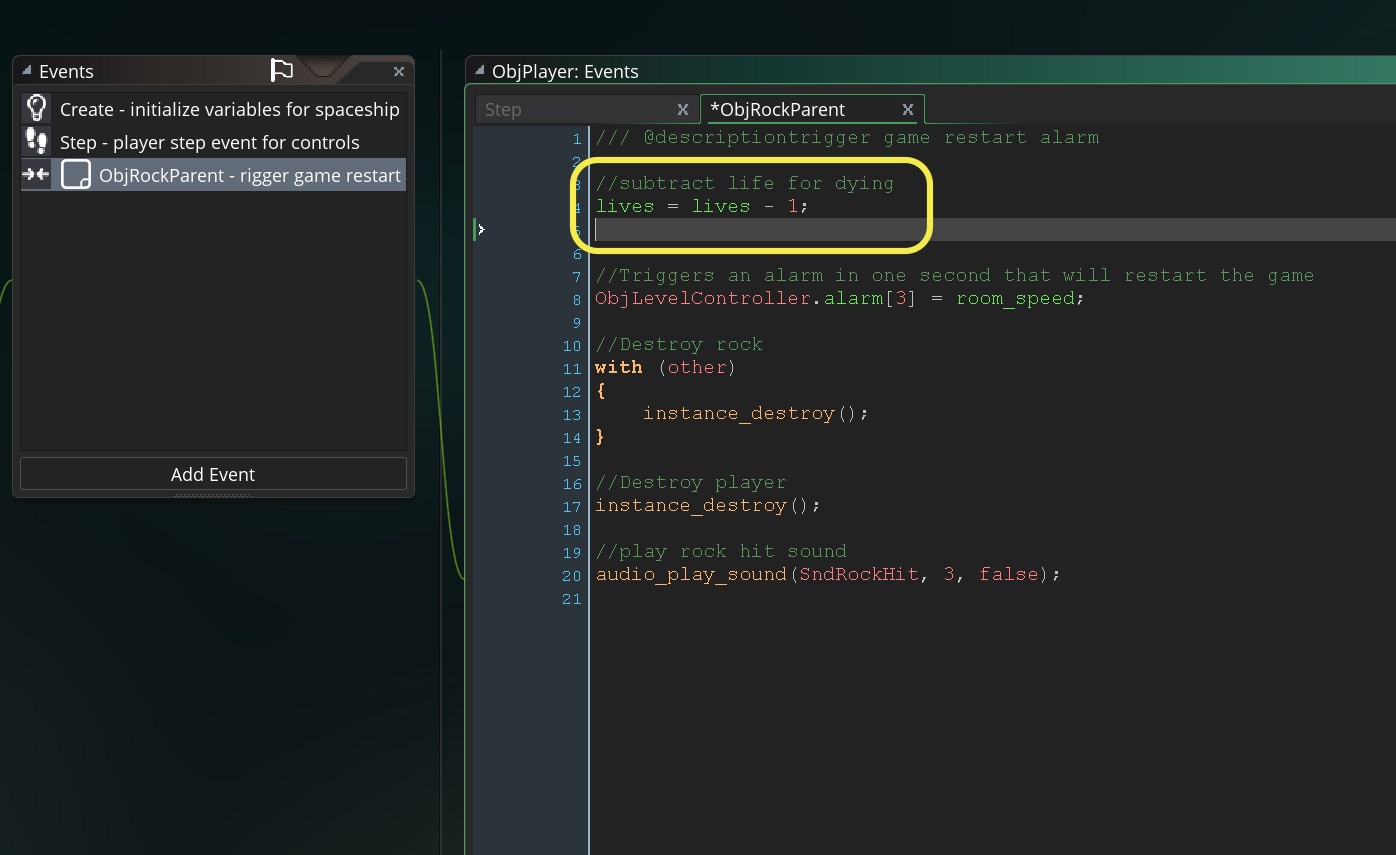 Events
Create - initialize variables for spaceship
Step - player step event for controls
ObjRockParent - rigger game restart
Add Event
ObjPlayer: Events
Step
*ObjRockParent
1 /// @descriptiontrigger game restart alarm
2
3 //subtract life for dying
4 lives = lives - 1;
5
6
7 //Triggers an alarm in one second that will restart the game
8 ObjLevelController.alarm[3] = room_speed;
9
10 //Destroy rock
11 with (other)
12 {
13     instance_destroy();
14 }
15
16 //Destroy player
17 instance_destroy();
18
19 //play rock hit sound
20 audio_play_sound(SndRockHit, 3, false);
21